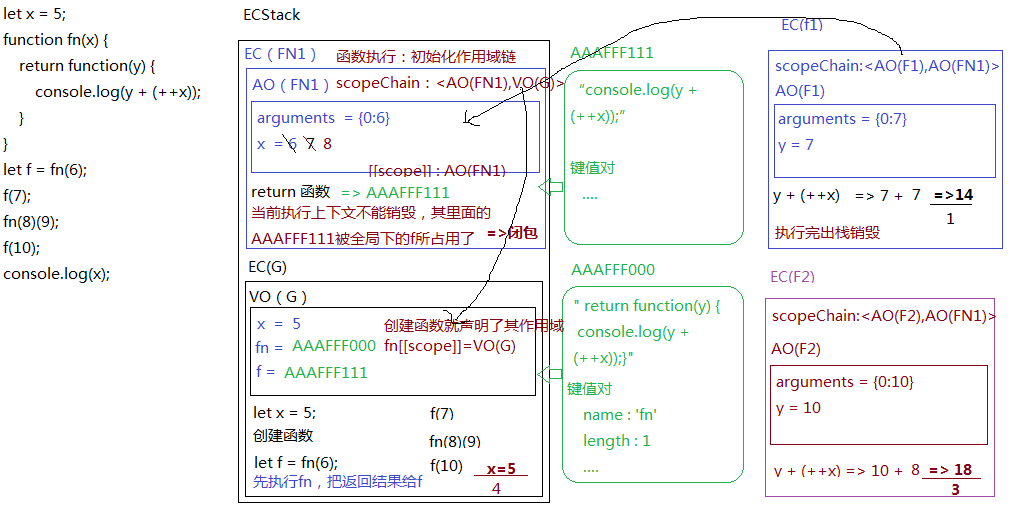 let x = 5;
function fn(x) {
return function(y) {
console.log(y + (++x));
}
}
let f = fn(6);
f(7);
fn(8)(9);
f(10);
console.log(x);
ECStack
EC（FN1） 函数执行：初始化作用域链
AO（FN1） scopeChain：<AO(FN1),VO(G)>
arguments = {0:6}
x = 6 7 8
[[scope]] : AO(FN1)
return 函数 => AAAFFF111
当前执行上下文不能销毁，其里面的
AAAFFF111被全局下的f所占用了 =>闭包
EC(G)
VO（G）
x = 5
创建函数就声明了其作用域
fn = AAAFFF000 fn[[scope]]=VO(G)
f = AAAFFF111
let x = 5; f(7)
创建函数 fn(8)(9)
let f = fn(6); f(10) x=5
先执行fn，把返回结果给f 4
AAAFFF111
“console.log(y +
(++x));”
键值对
....
AAAFFF000
" return function(y) {
console.log(y +
(++x));}"
键值对
name : 'fn'
length : 1
....
EC(f1)
scopeChain:<AO(F1),AO(FN1)>
AO(F1)
arguments = {0:7}
y = 7
y + (++x) => 7 + 7 =>14
1
执行完出栈销毁
EC(F2)
scopeChain:<AO(F2),AO(FN1)>
AO(F2)
arguments = {0:10}
y = 10
y + (++x) => 10 + 8 => 18
3